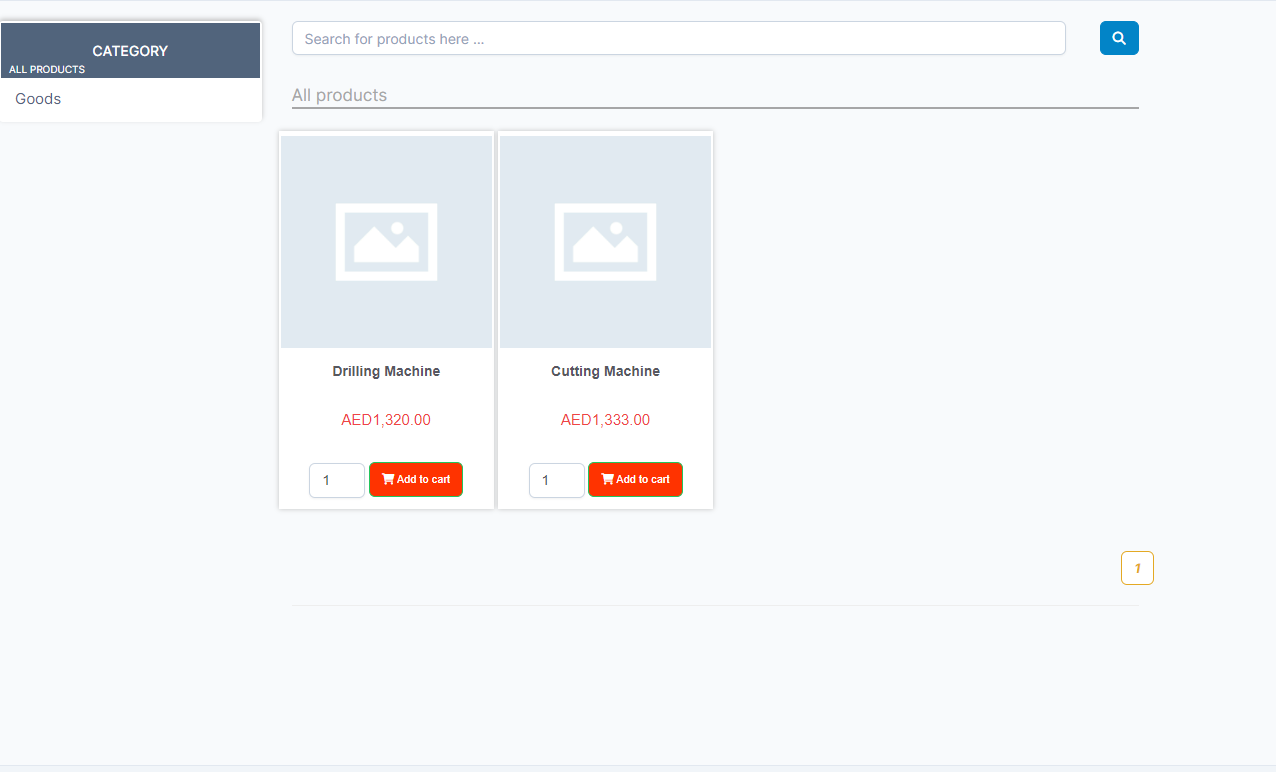 CATEGORY
ALL PRODUCTS
Goods
Search for products here ...
All products
Drilling Machine
AED1,320.00
1 Add to cart
Cutting Machine
AED1,333.00
1 Add to cart
1